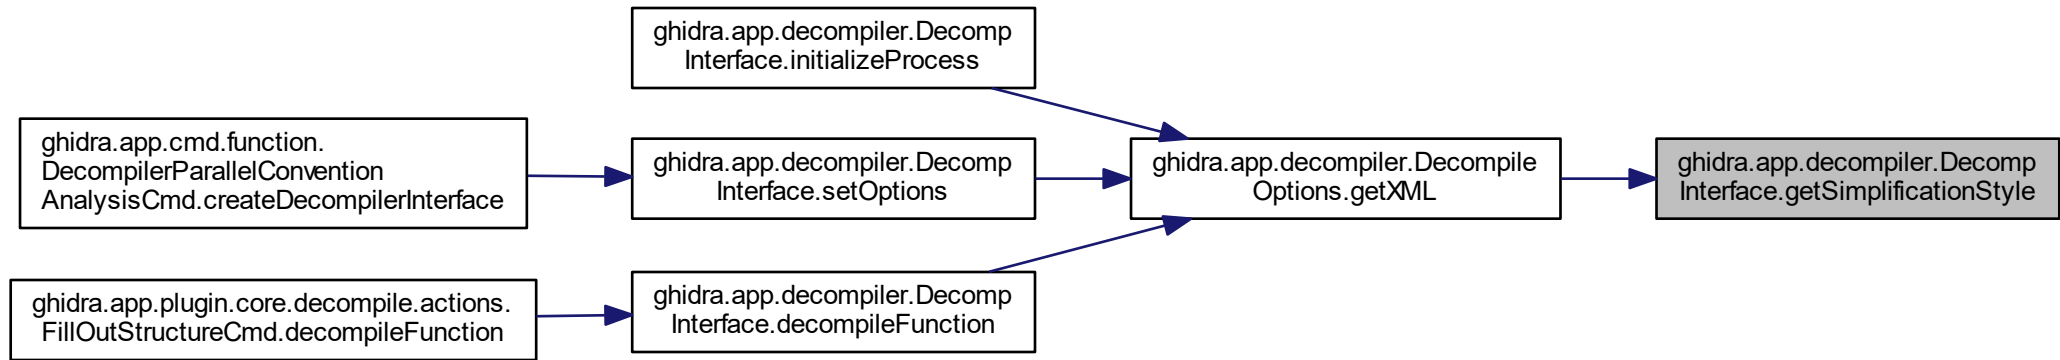 ghidra.app.decompiler.Decomp
Interface.initializeProcess
ghidra.app.cmd.function.
DecompilerParallelConvention
AnalysisCmd.createDecompilerInterface
ghidra.app.decompiler.Decomp
Interface.setOptions
ghidra.app.decompiler.Decompile
Options.getXML
ghidra.app.decompiler.Decomp
Interface.getSimplificationStyle
ghidra.app.plugin.core.decompile.actions.
FillOutStructureCmd.decompileFunction
ghidra.app.decompiler.Decomp
Interface.decompileFunction